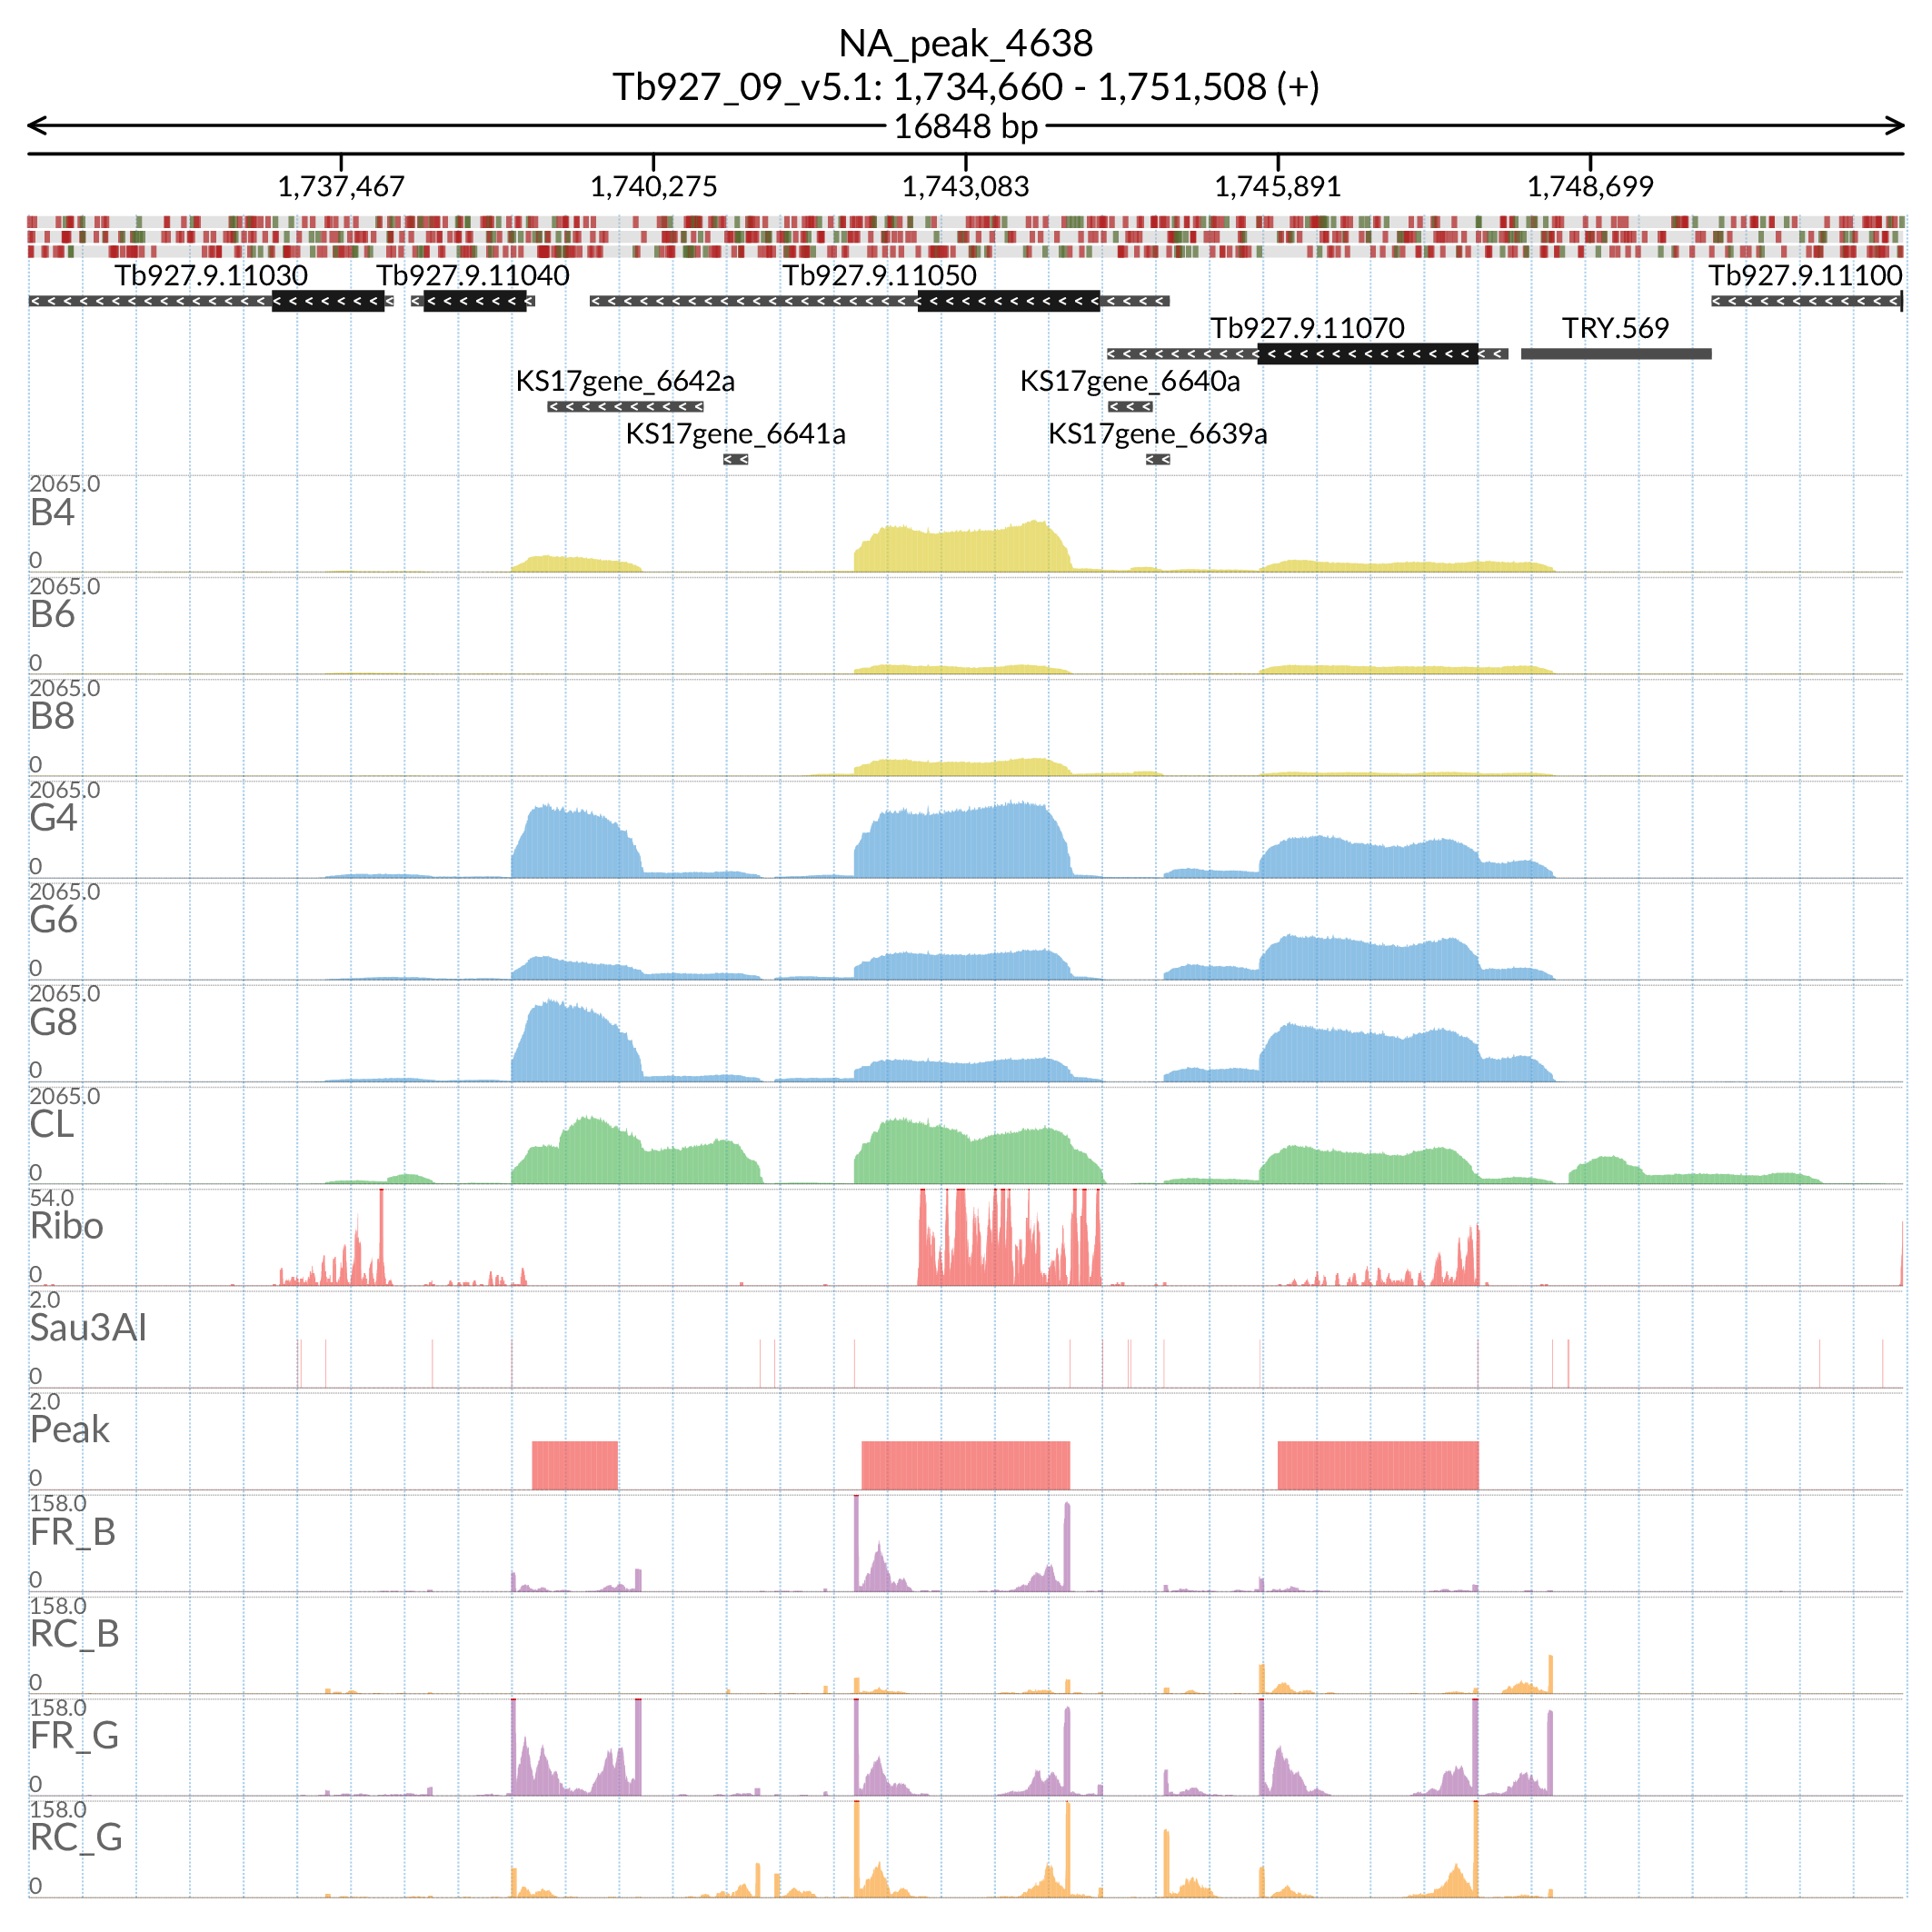 NA_peak_4638
Tb927_09_v5.1: 1,734,660 - 1,751,508 (+)
16848 bp
1,737,467 1,740,275 1,743,083 1,745,891 1,748,699
Tb927.9.11030 Tb927.9.11040 Tb927.9.11050 Tb927.9.11100
Tb927.9.11070 TRY.569
KS17gene_6642a KS17gene_6640a
KS17gene_6641a KS17gene_6639a
2065.0
B4
0
2065.0
B6
0
2065.0
B8
0
2065.0
G4
0
2065.0
G6
0
2065.0
G8
0
2065.0
CL
0
54.0
Ribo
0
2.0
Sau3AI
0
2.0
Peak
0
158.0
FR_B
0
158.0
RC_B
0
158.0
FR_G
0
158.0
RC_G
0